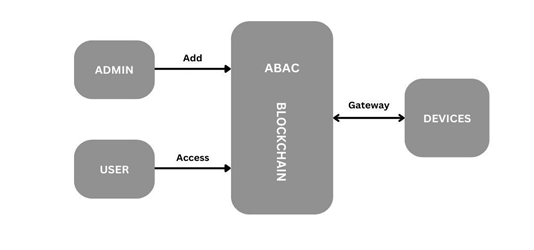 ADMIN
Add
ABAC
BLOCKCHAIN
Gateway
DEVICES
USER
Access